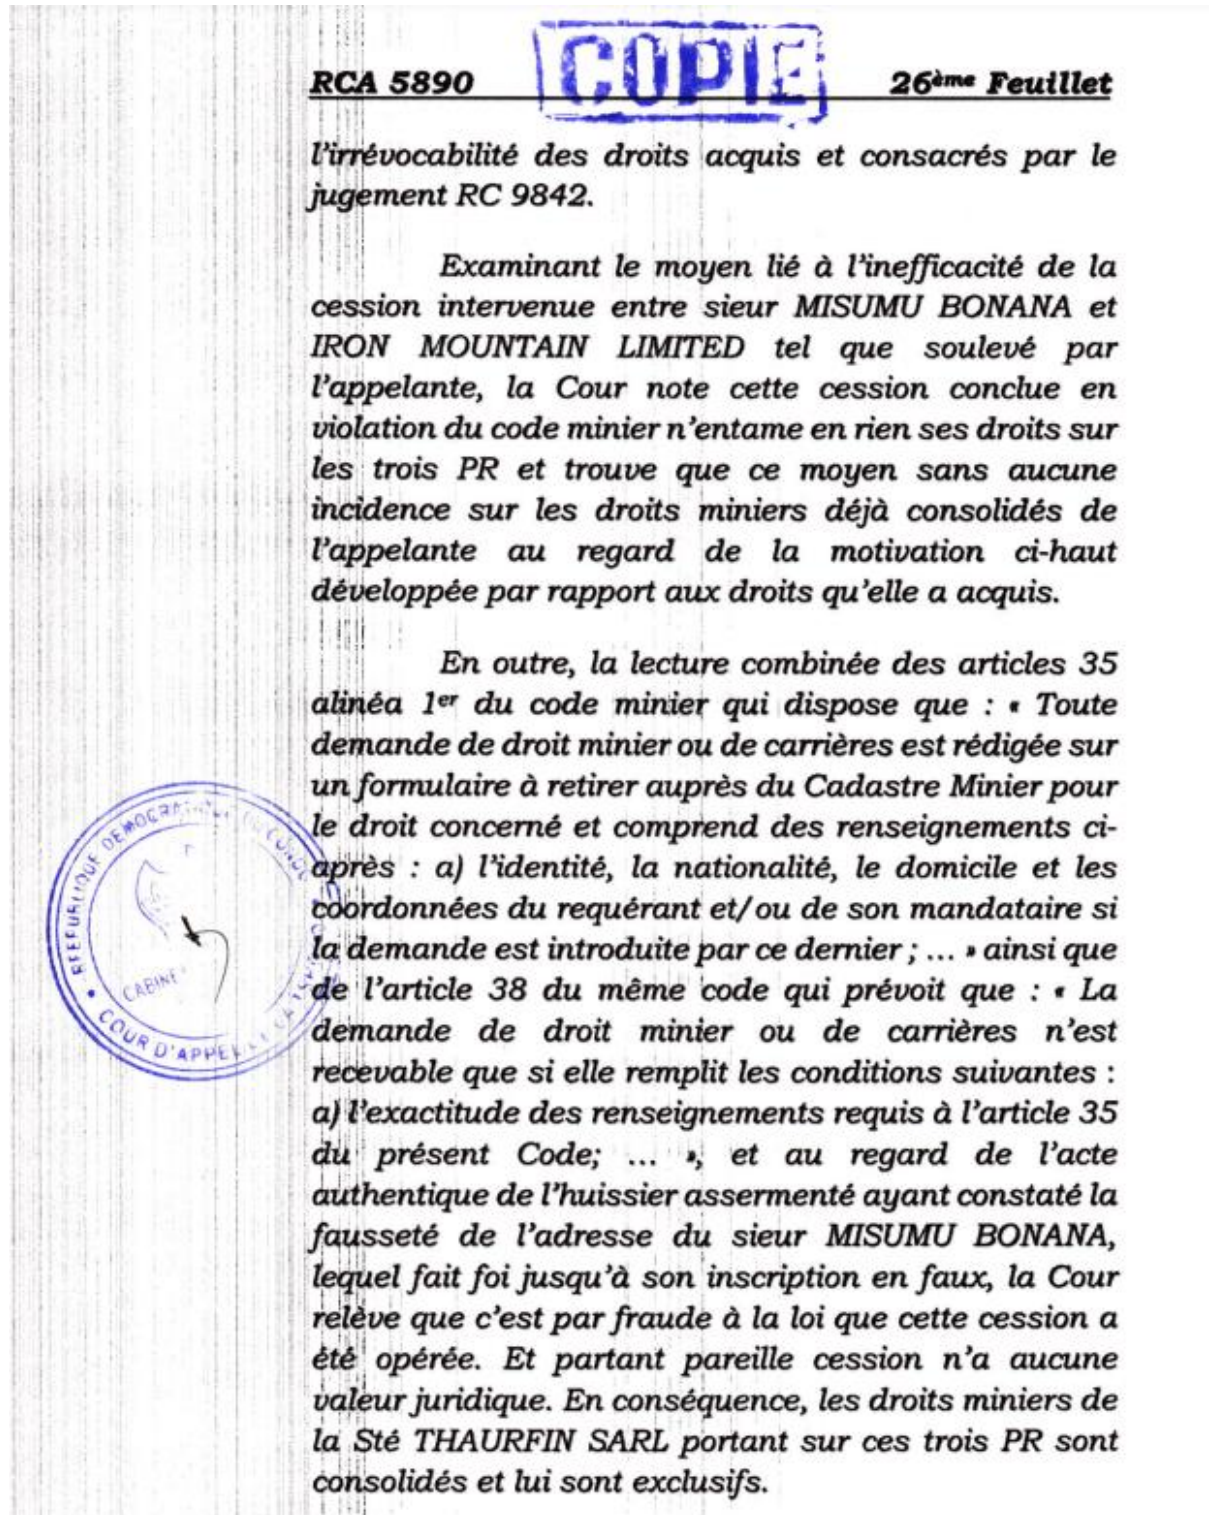 COPIE
RCA 5890 26ème Feuillet
l'irrévocabilité des droits acquis et consacrés par le
jugement RC 9842.
Examinant le moyen lié à l'inefficacité de la
cession intervenue entre sieur MISUMU BONANA et
IRON MOUNTAIN LIMITED tel que soulevé par
l'appelante, la Cour note cette cession conclue en
violation du code minier n'entame en rien ses droits sur
les trois PR et trouve que ce moyen sans aucune
incidence sur les droits miniers déjà consolidés de
l'appelante au regard de la motivation ci-haut
développée par rapport aux droits qu'elle a acquis.
En outre, la lecture combinée des articles 35
alinéa 1er du code minier qui dispose que : « Toute
demande de droit minier ou de carrières est rédigée sur
un formulaire à retirer auprès du Cadastre Minier pour
le droit concerné et comprend des renseignements ci-
après : a) l'identité, la nationalité, le domicile et les
coordonnées du requérant et/ou de son mandataire si
la demande est introduite par ce dernier ; ... » ainsi que
de l'article 38 du même code qui prévoit que : « La
demande de droit minier ou de carrières n'est
recevable que si elle remplit les conditions suivantes :
a) l'exactitude des renseignements requis à l'article 35
du présent Code; ... », et au regard de l'acte
authentique de l'huissier assermenté ayant constaté la
fausseté de l'adresse du sieur MISUMU BONANA,
lequel fait foi jusqu'à son inscription en faux, la Cour
relève que c'est par fraude à la loi que cette cession a
été opérée. Et partant pareille cession n'a aucune
valeur juridique. En conséquence, les droits miniers de
la Sté THAURFIN SARL portant sur ces trois PR sont
consolidés et lui sont exclusifs.
REPUBLIQUE DEMOCRATIQUE DU CONGO
COUR D'APPEL